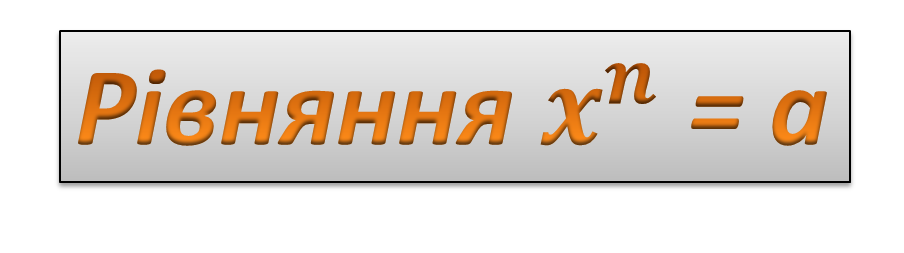 Рівняння xⁿ = a